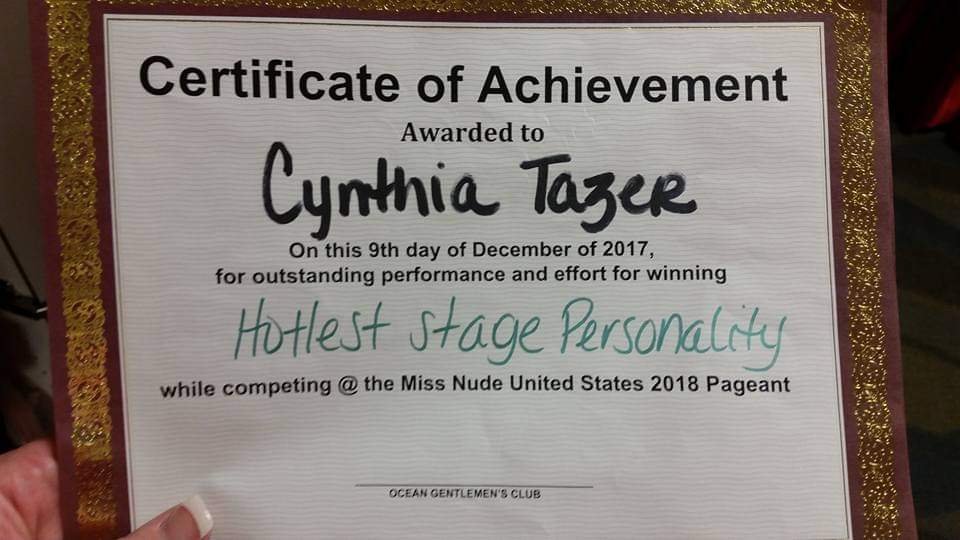 Certificate of Achievement
Awarded to
Cynthia Tazer
On this 9th day of December of 2017,
for outstanding performance and effort for winning
Hottest Stage Personality
while competing @ the Miss Nude United States 2018 Pageant
OCEAN GENTLEMEN'S CLUB